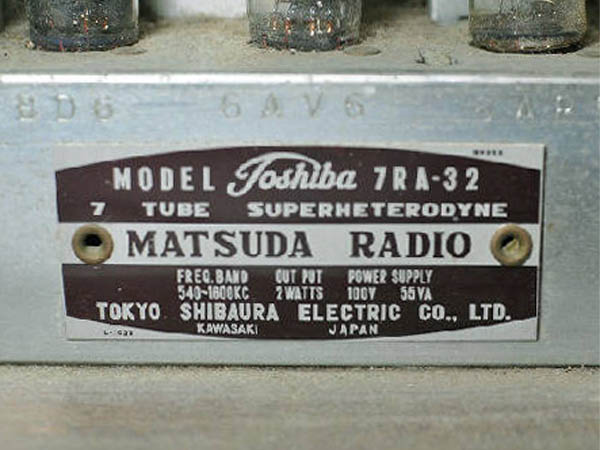 6AV6
MODEL Toshiba 7RA-32
7 TUBE SUPERHETERODYNE
MATSUDA RADIO
FREQ. BAND OUT PUT POWER SUPPLY
540~1600KC 2WATTS 100V 55VA
TOKYO SHIBAURA ELECTRIC CO., LTD.
KAWASAKI JAPAN